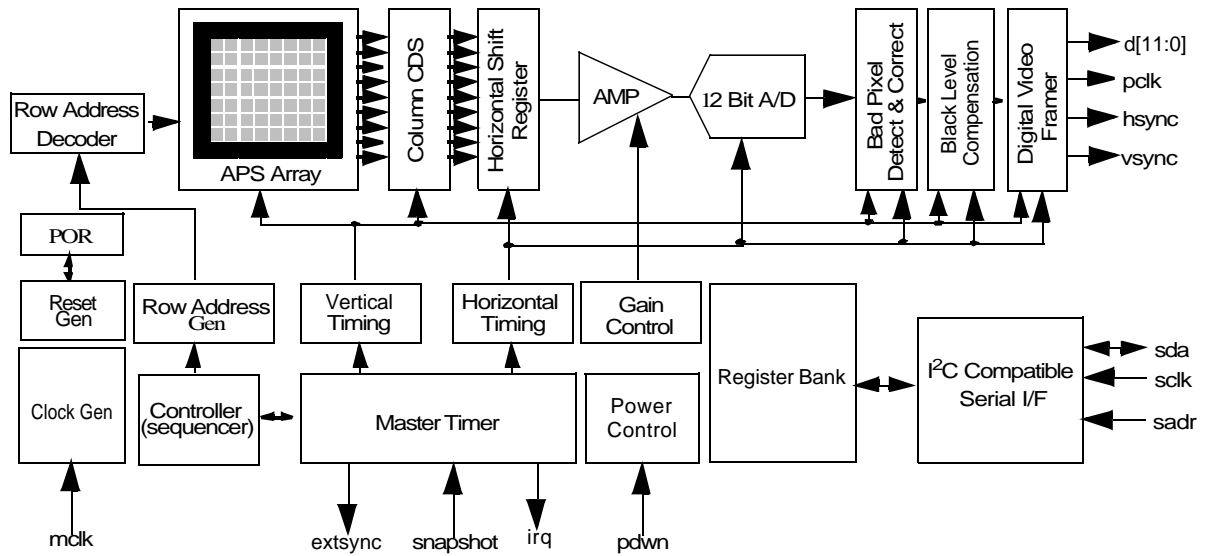 Row Address
Decoder
APS Array
Column CDS
Horizontal Shift
Register
AMP
12 Bit A/D
Bad Pixel
Detect & Correct
Black Level
Compensation
Digital Video
Framer
d[11:0]
pclk
hsync
vsync
POR
Reset
Gen
Row Address
Gen
Vertical
Timing
Horizontal
Timing
Gain
Control
Clock Gen
Controller
(sequencer)
Master Timer
Power
Control
Register Bank
I²C Compatible
Serial I/F
sda
sclk
sadr
mclk
extsync
snapshot
irq
pdwn